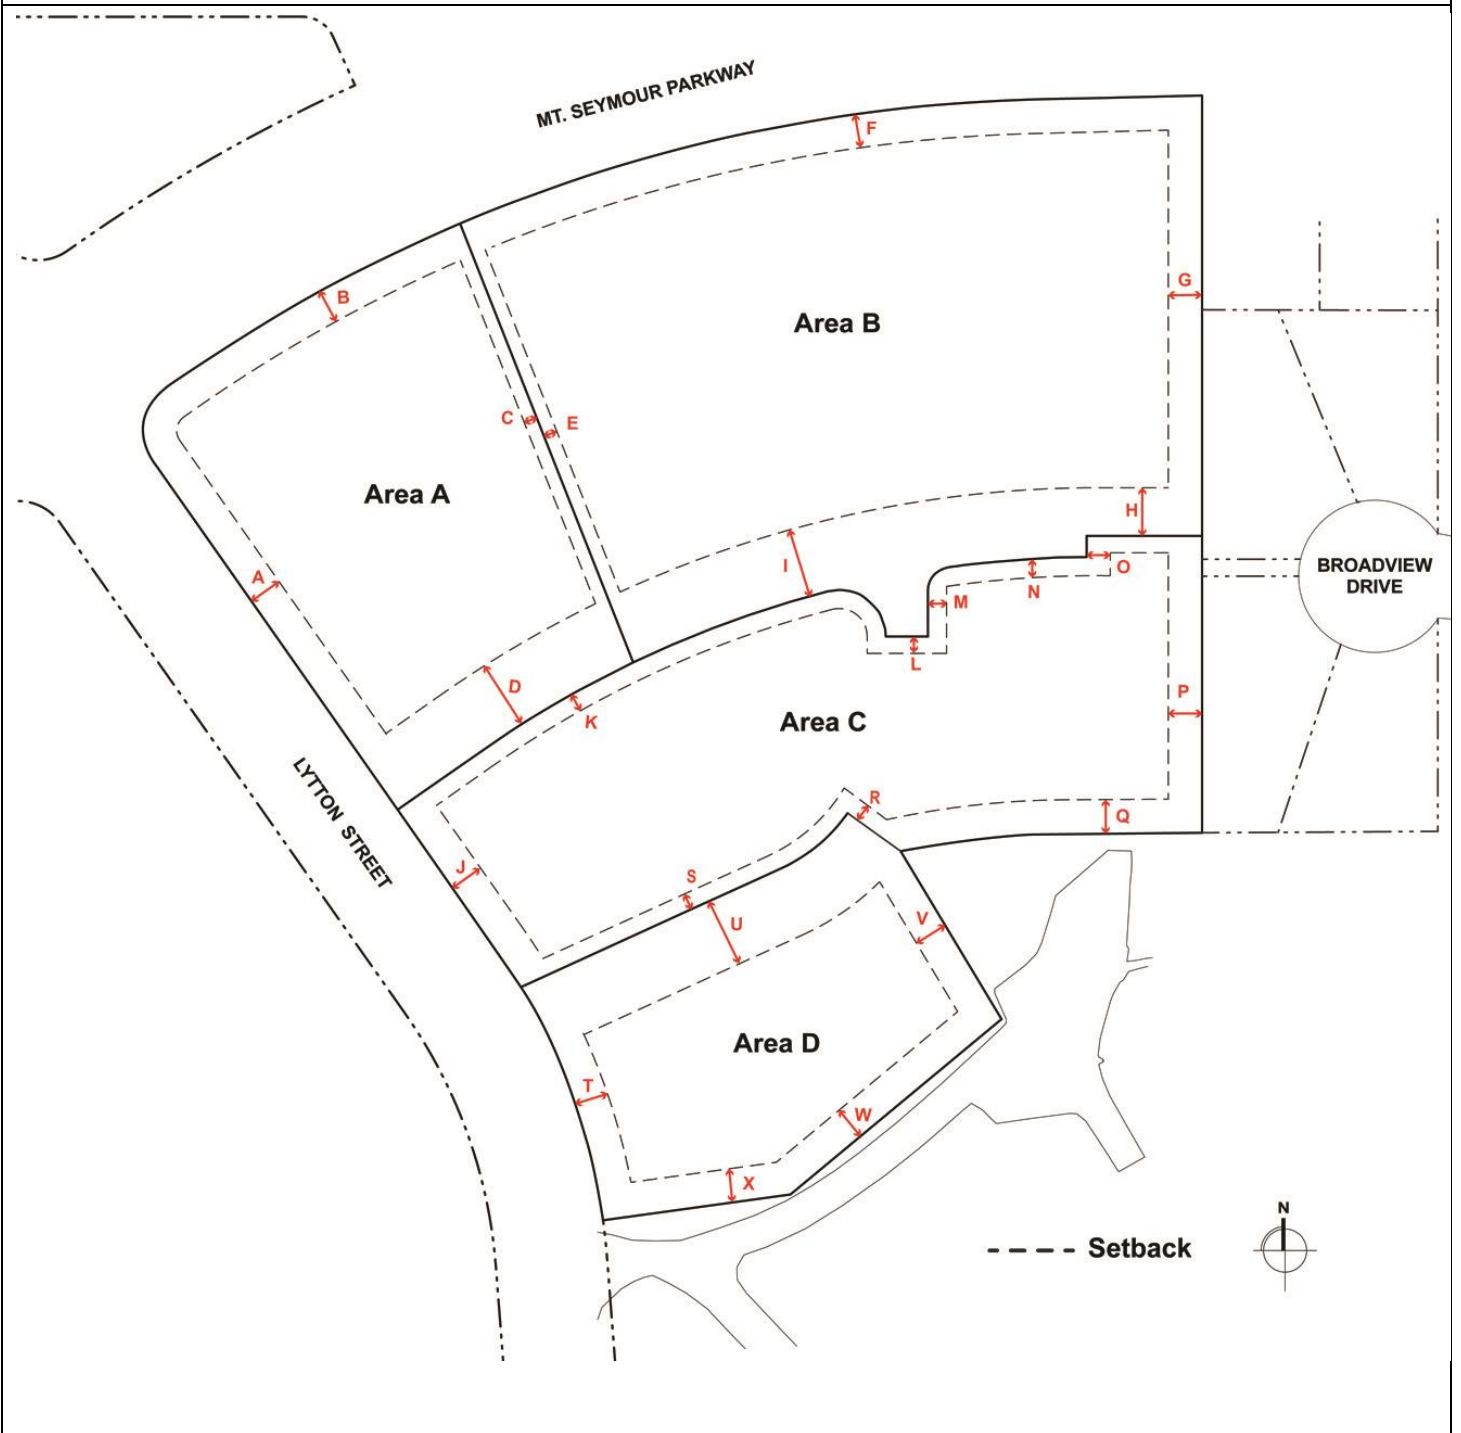 MT. SEYMOUR PARKWAY
F
B
G
Area B
C
E
Area A
H
I
O
BROADVIEW
DRIVE
A
N
M
L
D
P
K
Area C
LYTTON STREET
R
Q
J
S
U
V
Area D
T
W
X
N
Setback